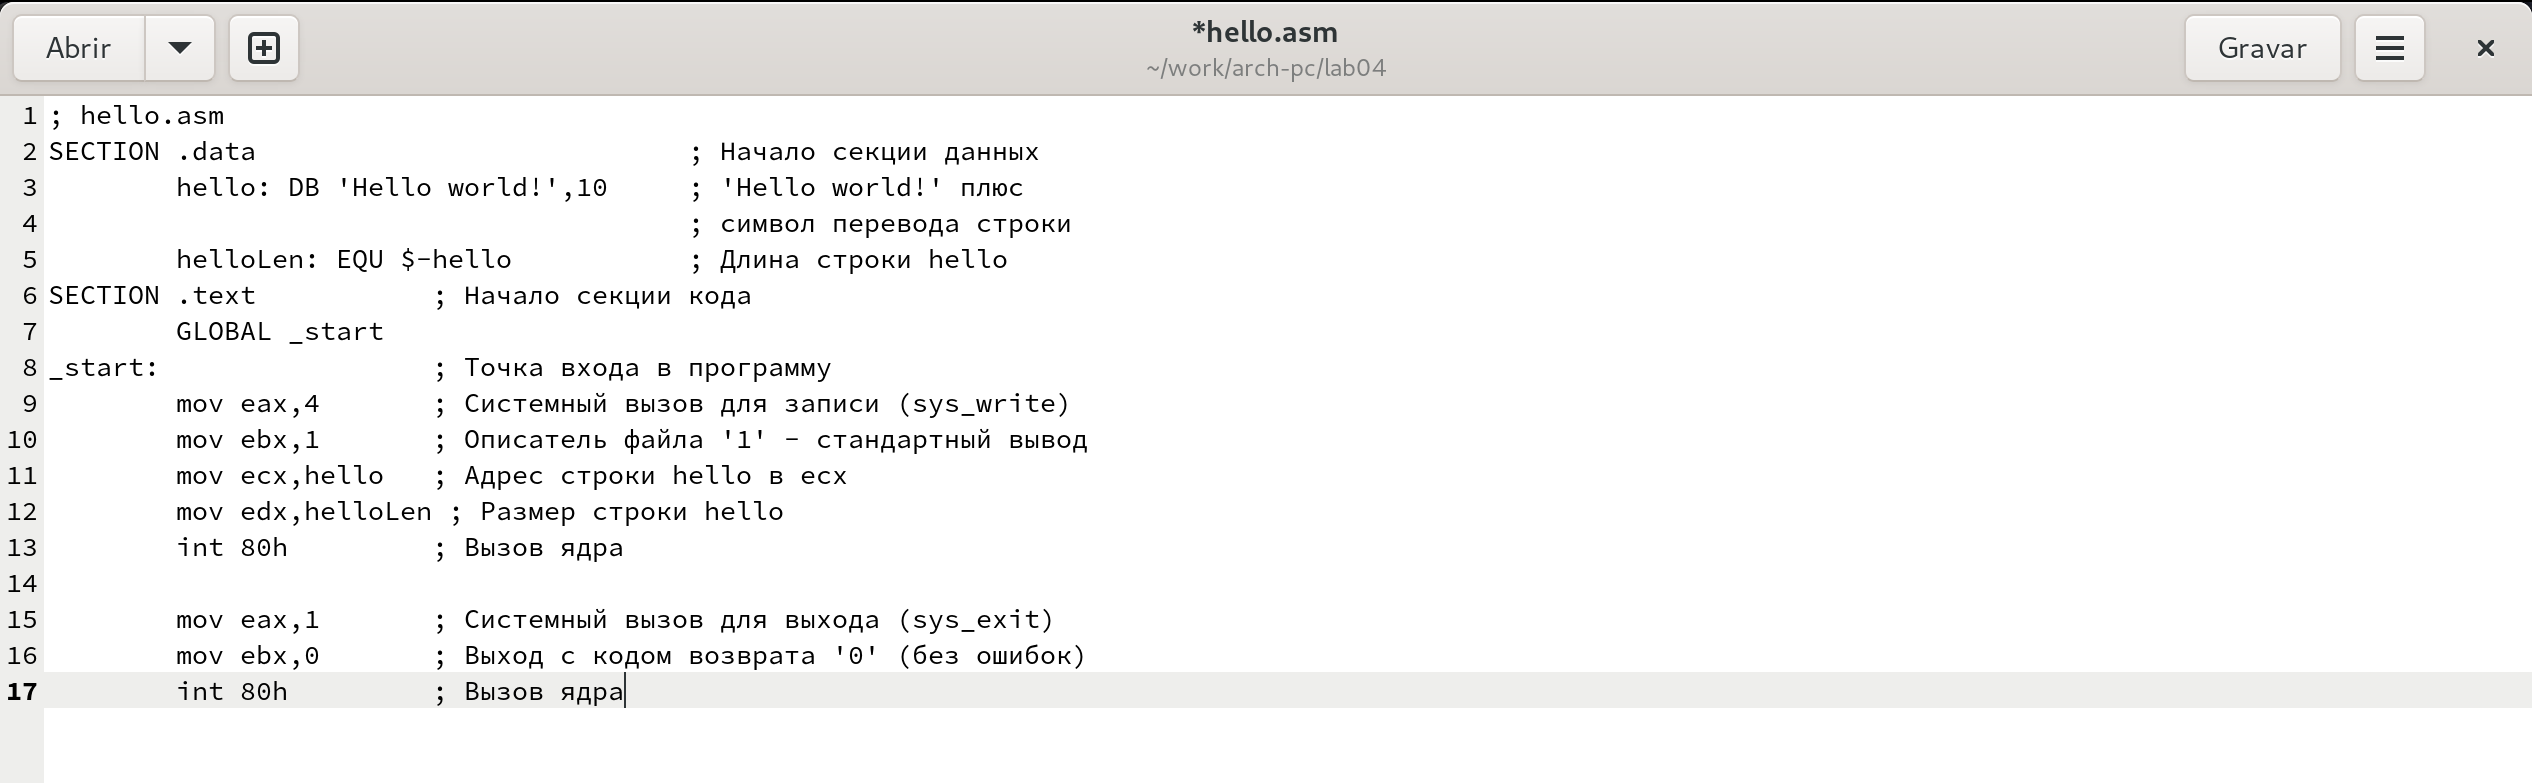 Abrir
*hello.asm
~/work/arch-pc/lab04
Gravar
1 ; hello.asm
2 SECTION .data                           ; Начало секции данных
3         hello: DB 'Hello world!',10     ; 'Hello world!' плюс
4                                         ; символ перевода строки
5         helloLen: EQU $-hello           ; Длина строки hello
6 SECTION .text           ; Начало секции кода
7         GLOBAL _start
8 _start:                 ; Точка входа в программу
9         mov eax,4       ; Системный вызов для записи (sys_write)
10         mov ebx,1       ; Описатель файла '1' - стандартный вывод
11         mov ecx,hello   ; Адрес строки hello в ecx
12         mov edx,helloLen ; Размер строки hello
13         int 80h         ; Вызов ядра
14
15         mov eax,1       ; Системный вызов для выхода (sys_exit)
16         mov ebx,0       ; Выход с кодом возврата '0' (без ошибок)
17         int 80h         ; Вызов ядра